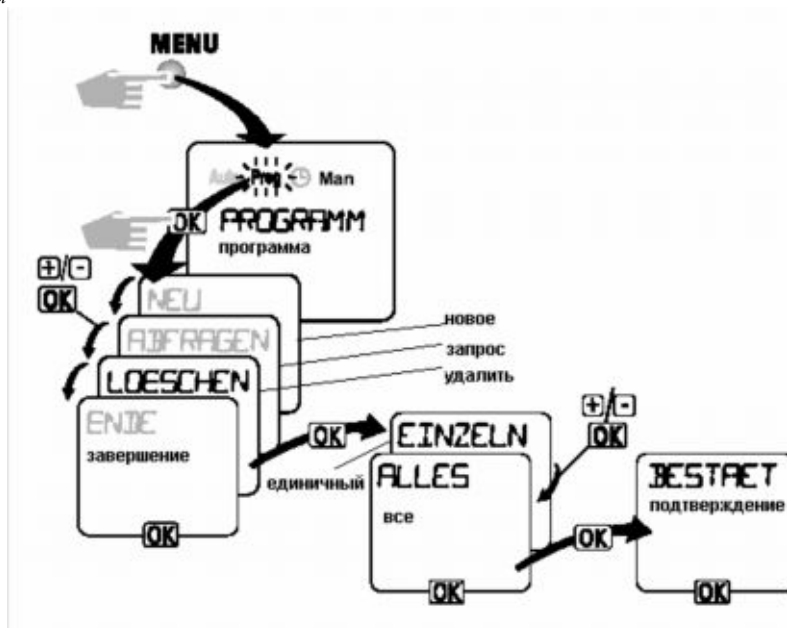 MENU
Auto Prog Man
OK PROGRAMM
программа
+/-
OK
NEU
ABFRAGEN
LOESCHEN
ENDE
завершение
OK
новое
запрос
удалить
OK
единичный
EINZELN
ALLES
все
OK
+/-
OK
OK
BESTAET
подтверждение
OK